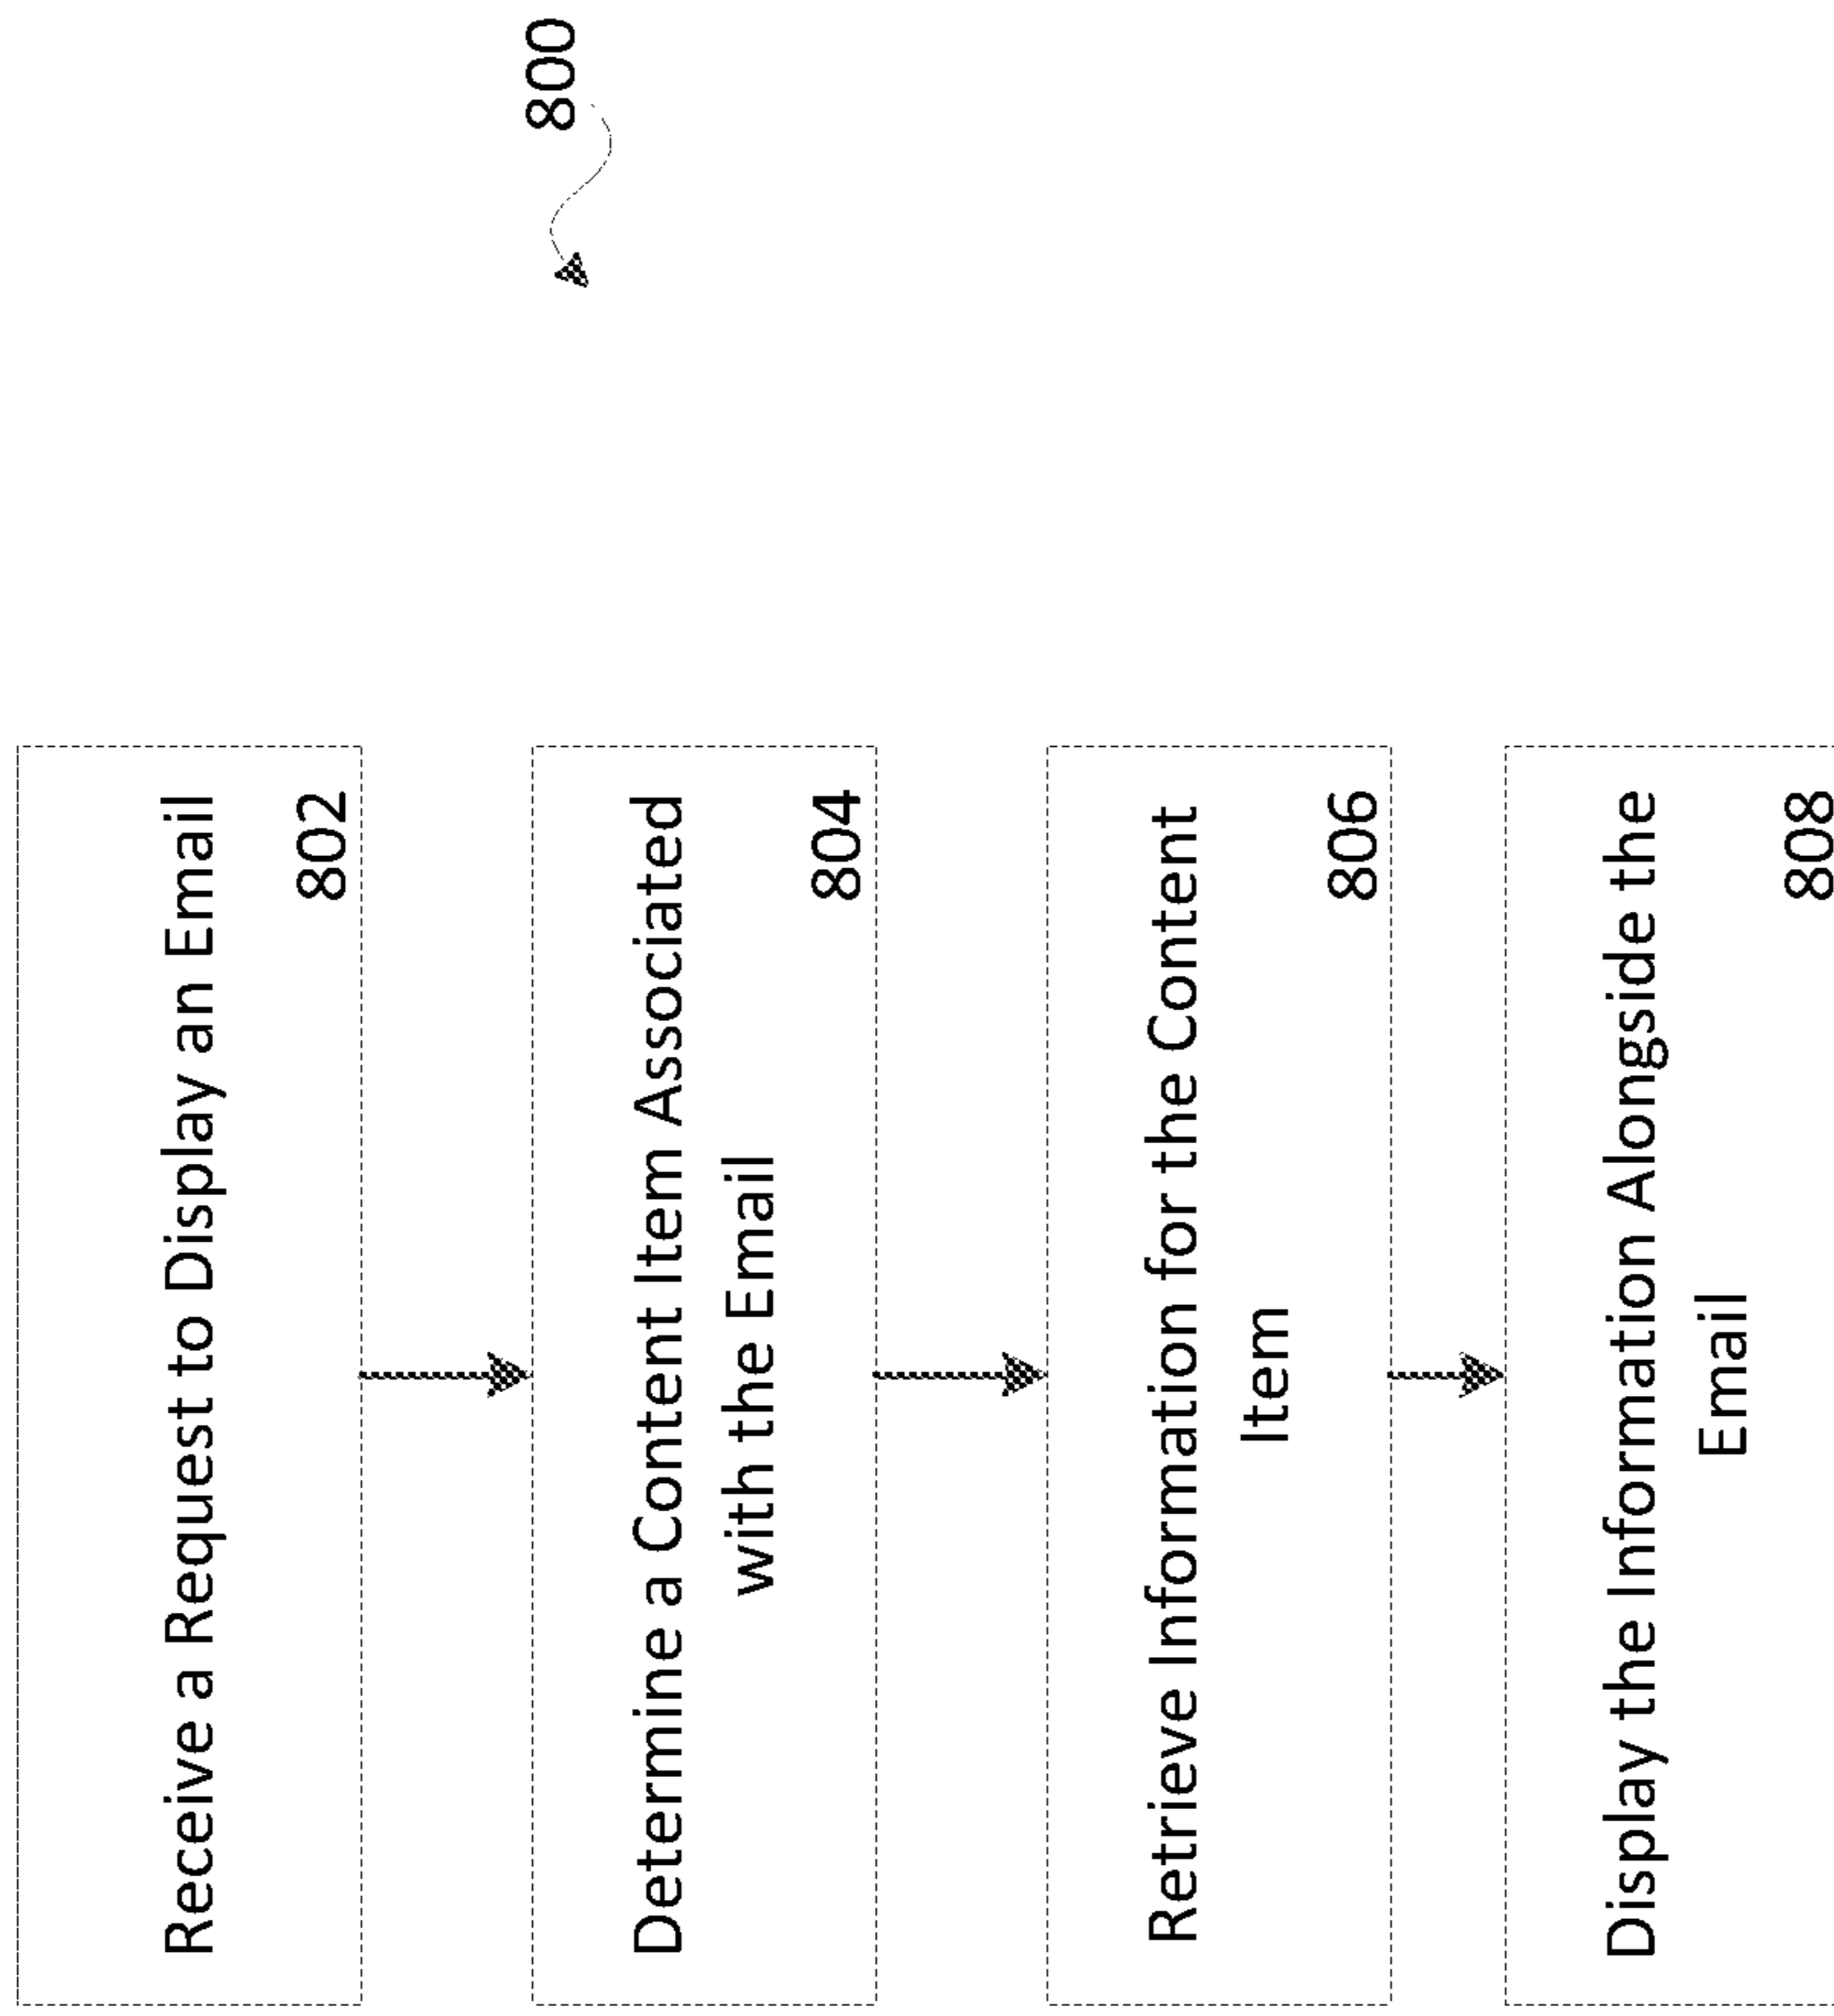 800
Receive a Request to Display an Email
802
Determine a Content Item Associated
with the Email
804
Retrieve Information for the Content
Item
806
Display the Information Alongside the
Email
808